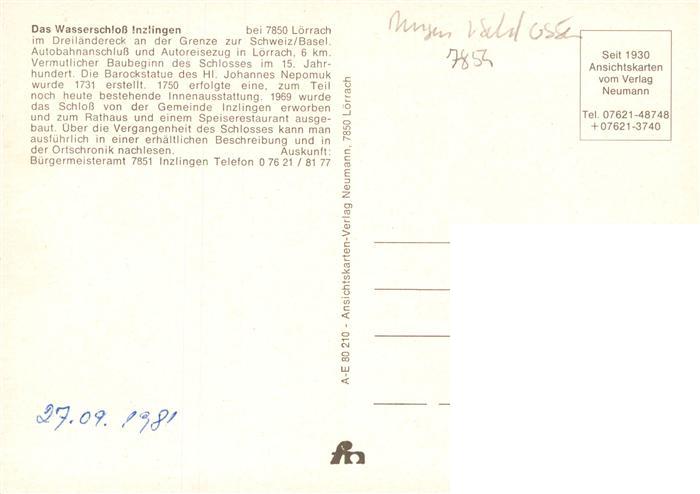 Das Wasserschloß Inzlingen bei 7850 Lörrach
im Dreiländereck an der Grenze zur Schweiz/Basel.
Autobahnanschluß und Autoreisezug in Lörrach, 6 km.
Vermutlicher Baubeginn des Schlosses im 15. Jahr-
hundert. Die Barockstatue des Hl. Johannes Nepomuk
wurde 1731 erstellt. 1750 erfolgte eine, zum Teil
noch heute bestehende Innenausstattung. 1969 wurde
das Schloß von der Gemeinde Inzlingen erworben
und zum Rathaus und einem Speiserestaurant ausge-
baut. Über die Vergangenheit des Schlosses kann man
ausführlich in einer erhältlichen Beschreibung und in
der Ortschronik nachlesen. Auskunft:
Bürgermeisteramt 7851 Inzlingen Telefon 0 76 21 / 81 77
27.09. 1981
A-E 80 210 - Ansichtskarten-Verlag Neumann, 7850 Lörrach
fn
785
Seit 1930
Ansichtskarten
vom Verlag
Neumann
Tel. 07621-48748
+ 07621-3740